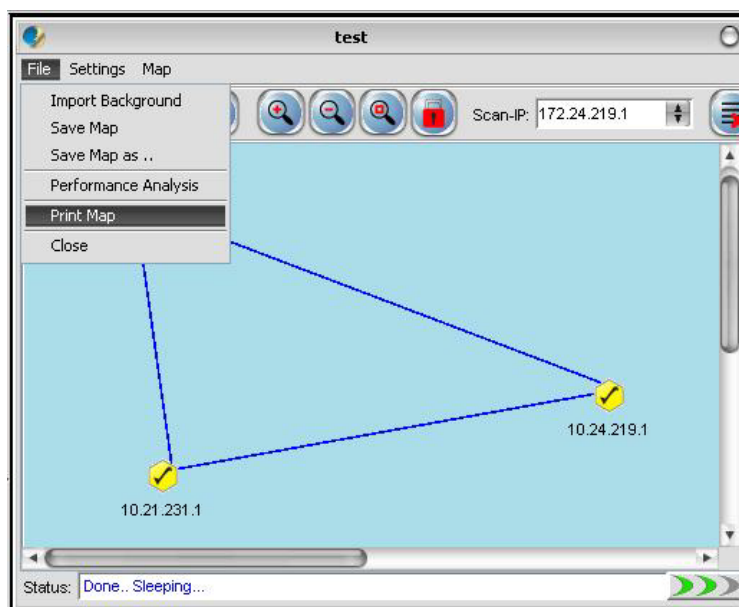 test
File Settings Map
Import Background
Save Map
Save Map as ..
Performance Analysis
Print Map
Close
Scan-IP: 172.24.219.1
10.24.219.1
10.21.231.1
Status: Done.. Sleeping...